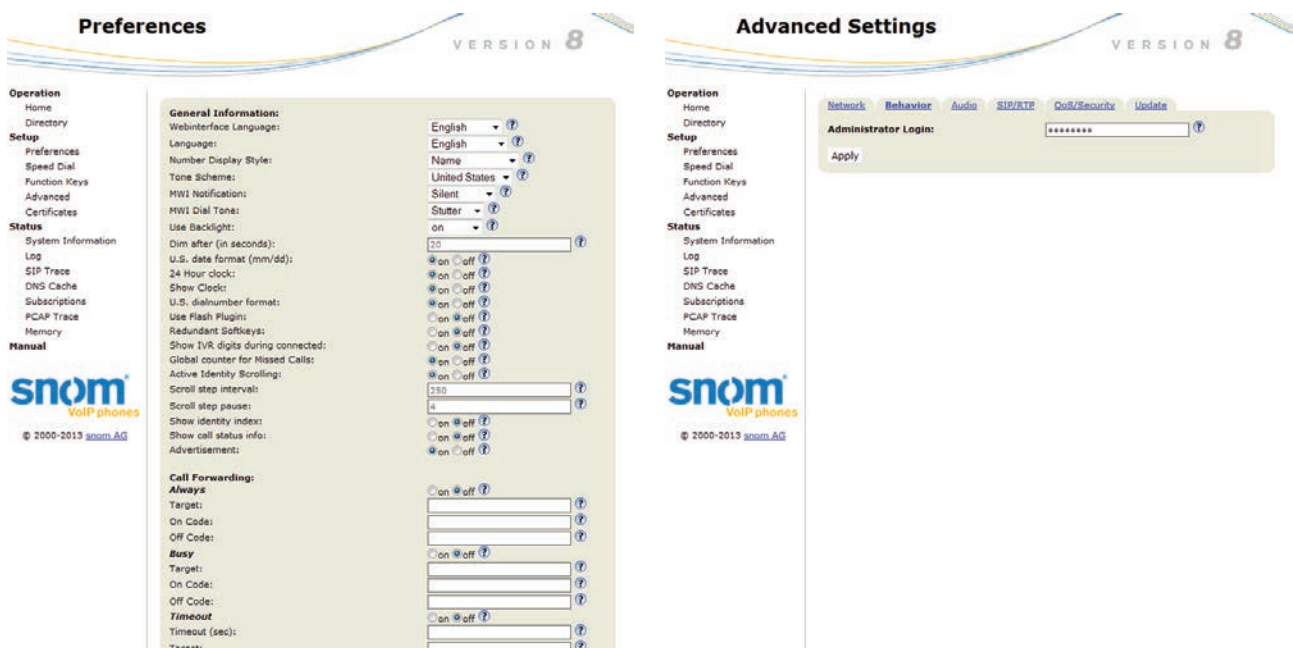 Preferences
VERSION 8
Operation
Home
Directory
Setup
Preferences
Speed Dial
Function Keys
Advanced
Certificates
Status
System Information
Log
SIP Trace
DNS Cache
Subscriptions
PCAP Trace
Memory
Manual
snom
VoIP phones
© 2000-2013 snom AG
General Information:
Webinterface Language: English ?
Language: English ?
Number Display Style: Name ?
Tone Scheme: United States ?
MWI Notification: Silent ?
MWI Dial Tone: Stutter ?
Use Backlight: on ?
Dim after (in seconds): 20 ?
U.S. date format (mm/dd): on off ?
24 Hour clock: on off ?
Show Clock: on off ?
U.S. dialnumber format: on off ?
Use Flash Plugin: on off ?
Redundant Softkeys: on off ?
Show IVR digits during connected: on off ?
Global counter for Missed Calls: on off ?
Active Identity Scrolling: on off ?
Scroll step interval: 250 ?
Scroll step pause: 4 ?
Show identity index: on off ?
Show call status info: on off ?
Advertisement: on off ?
Call Forwarding:
Always on off ?
Target: ?
On Code: ?
Off Code: ?
Busy on off ?
Target: ?
On Code: ?
Off Code: ?
Timeout on off ?
Timeout (sec): ?
Target: ?
Advanced Settings
VERSION 8
Operation
Home
Directory
Setup
Preferences
Speed Dial
Function Keys
Advanced
Certificates
Status
System Information
Log
SIP Trace
DNS Cache
Subscriptions
PCAP Trace
Memory
Manual
snom
VoIP phones
© 2000-2013 snom AG
Network Behavior Audio SIP/RTP QoS/Security Update
Administrator Login: ******** ?
Apply